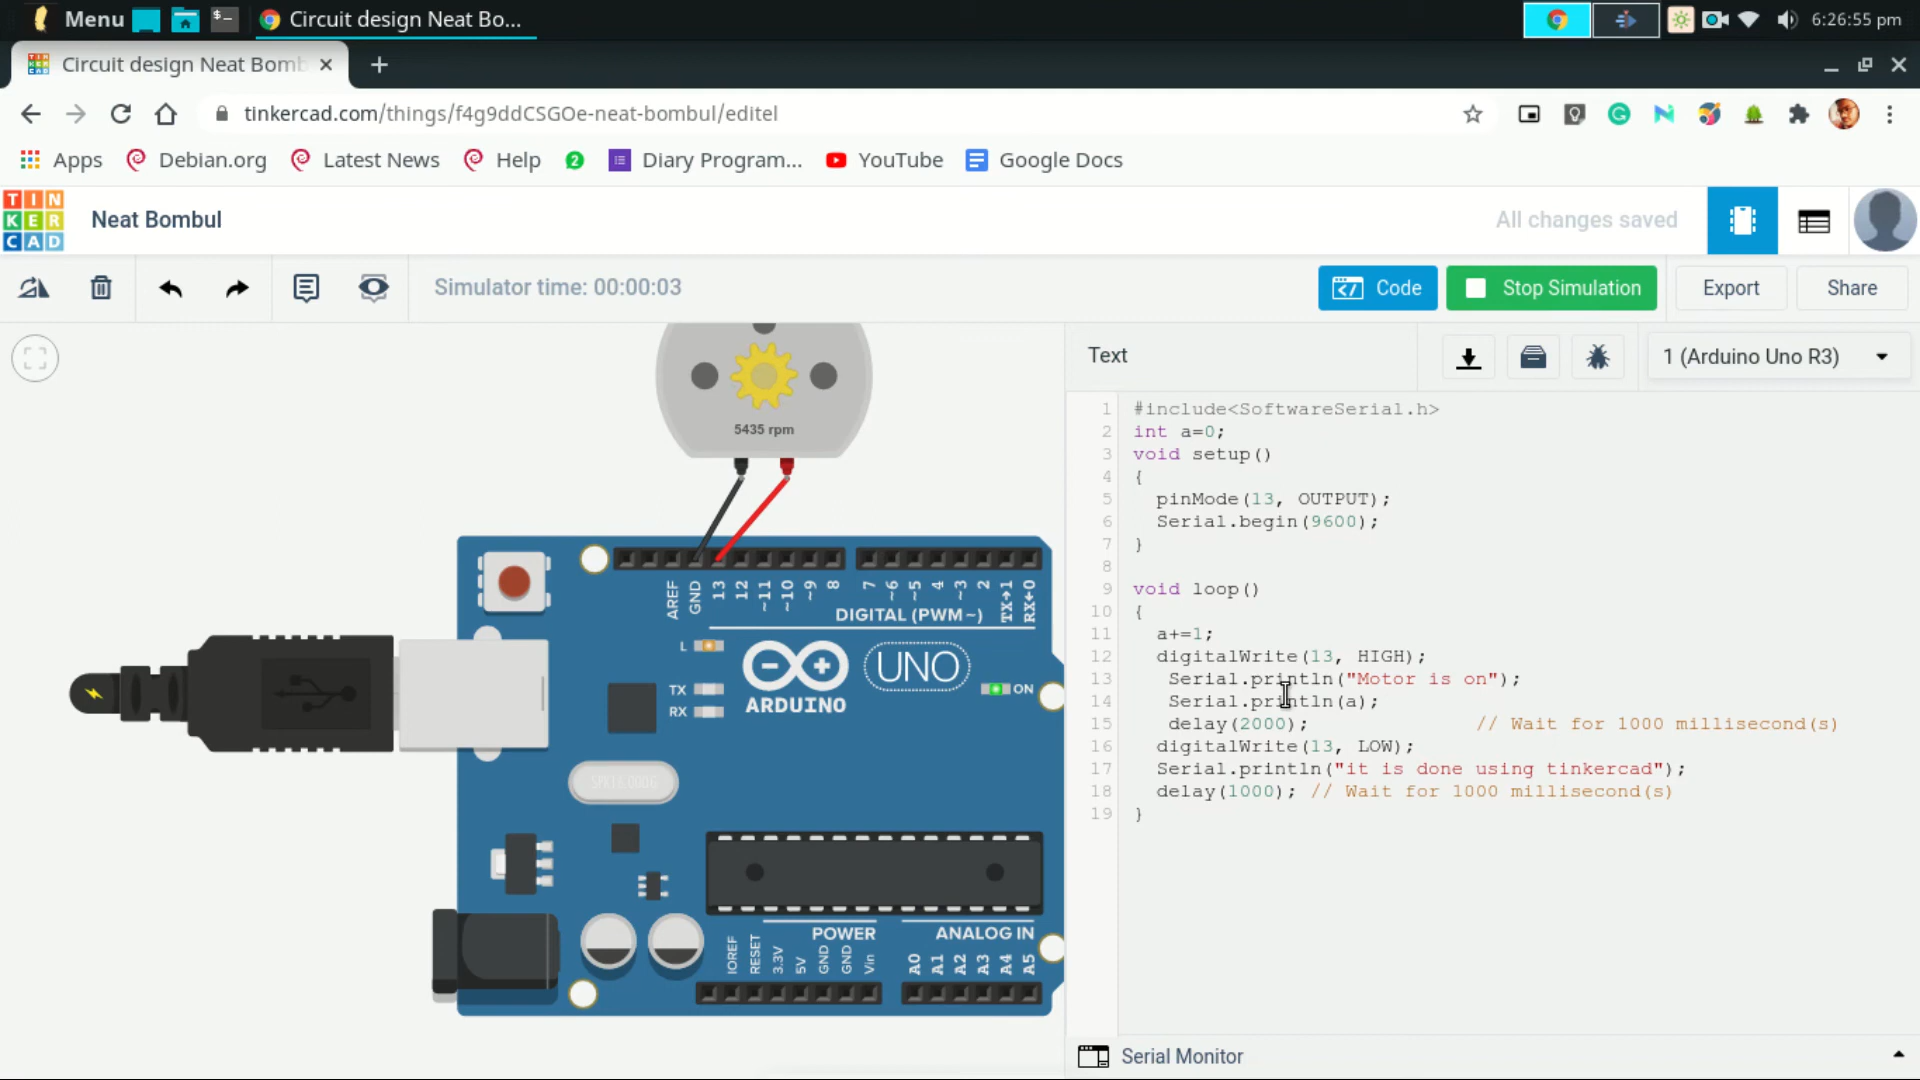 Menu
$-
Circuit design Neat Bo...
6:26:55 pm
Circuit design Neat Bomb
tinkercad.com/things/f4g9ddCSGOe-neat-bombul/editel
Apps
Debian.org
Latest News
Help
2
Diary Program...
YouTube
Google Docs
TIN
KER
CAD
Neat Bombul
All changes saved
Simulator time: 00:00:03
Code
Stop Simulation
Export
Share
Text
1 (Arduino Uno R3)
5435 rpm
AREF
GND
13
12
~11
~10
~9
8
7
~6
~5
4
~3
2
TX→1
RX←0
DIGITAL (PWM~)
L
TX
RX
UNO
ARDUINO
ON
POWER
ANALOG IN
IOREF
RESET
3.3V
5V
GND
GND
Vin
A0
A1
A2
A3
A4
A5
1 #include<SoftwareSerial.h>
2 int a=0;
3 void setup()
4 {
5 pinMode(13, OUTPUT);
6 Serial.begin(9600);
7 }
8
9 void loop()
10 {
11 a+=1;
12 digitalWrite(13, HIGH);
13 Serial.println("Motor is on");
14 Serial.println(a);
15 delay(2000); // Wait for 1000 millisecond(s)
16 digitalWrite(13, LOW);
17 Serial.println("it is done using tinkercad");
18 delay(1000); // Wait for 1000 millisecond(s)
19 }
Serial Monitor